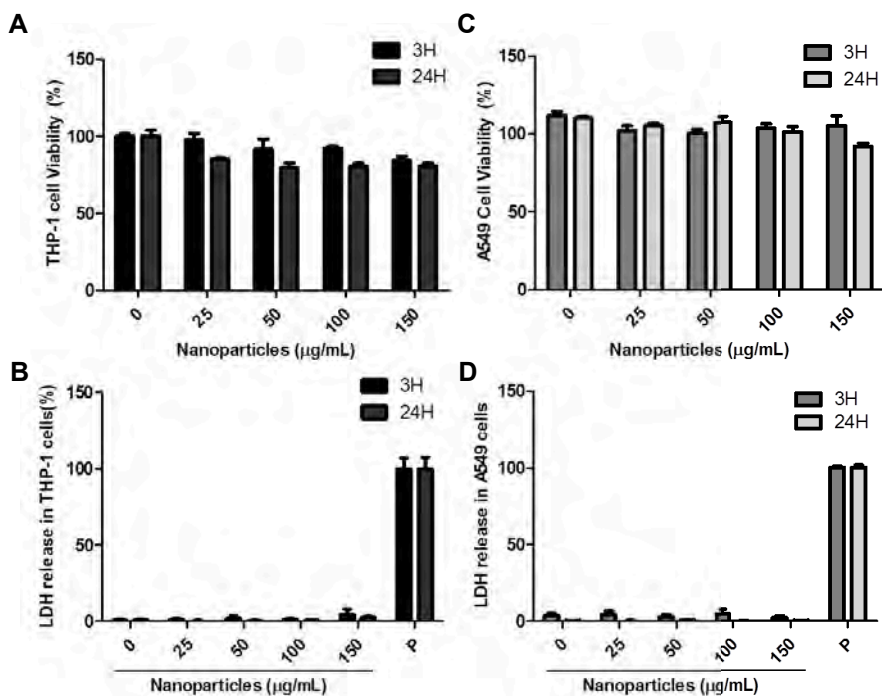 A
THP-1 cell Viability (%)
150
100
50
0
3H
24H
0 25 50 100 150
Nanoparticles (µg/mL)
C
A549 Cell Viability (%)
150
100
50
0
3H
24H
0 25 50 100 150
Nanoparticles (µg/mL)
B
LDH release in THP-1 cells(%)
150
100
50
0
3H
24H
0 25 50 100 150 P
Nanoparticles (µg/mL)
D
LDH release in A549 cells
150
100
50
0
3H
24H
0 25 50 100 150 P
Nanoparticles (µg/mL)